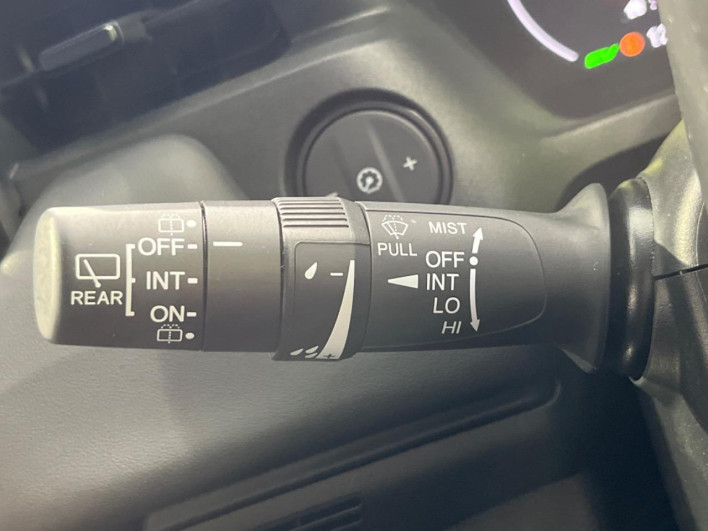 REAR
OFF
INT
ON
PULL
MIST
OFF
INT
LO
HI